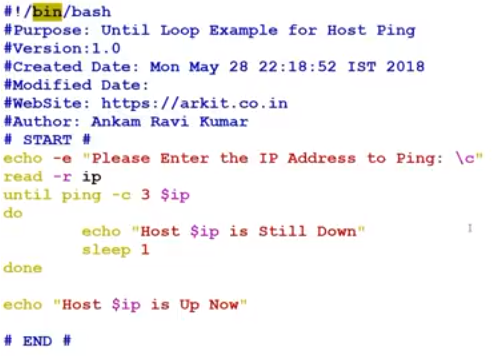 #!/bin/bash
#Purpose: Until Loop Example for Host Ping
#Version:1.0
#Created Date: Mon May 28 22:18:52 IST 2018
#Modified Date:
#WebSite: https://arkit.co.in
#Author: Ankam Ravi Kumar
# START #
echo -e "Please Enter the IP Address to Ping: \c"
read -r ip
until ping -c 3 $ip
do
        echo "Host $ip is Still Down"
        sleep 1
done

echo "Host $ip is Up Now"

# END #